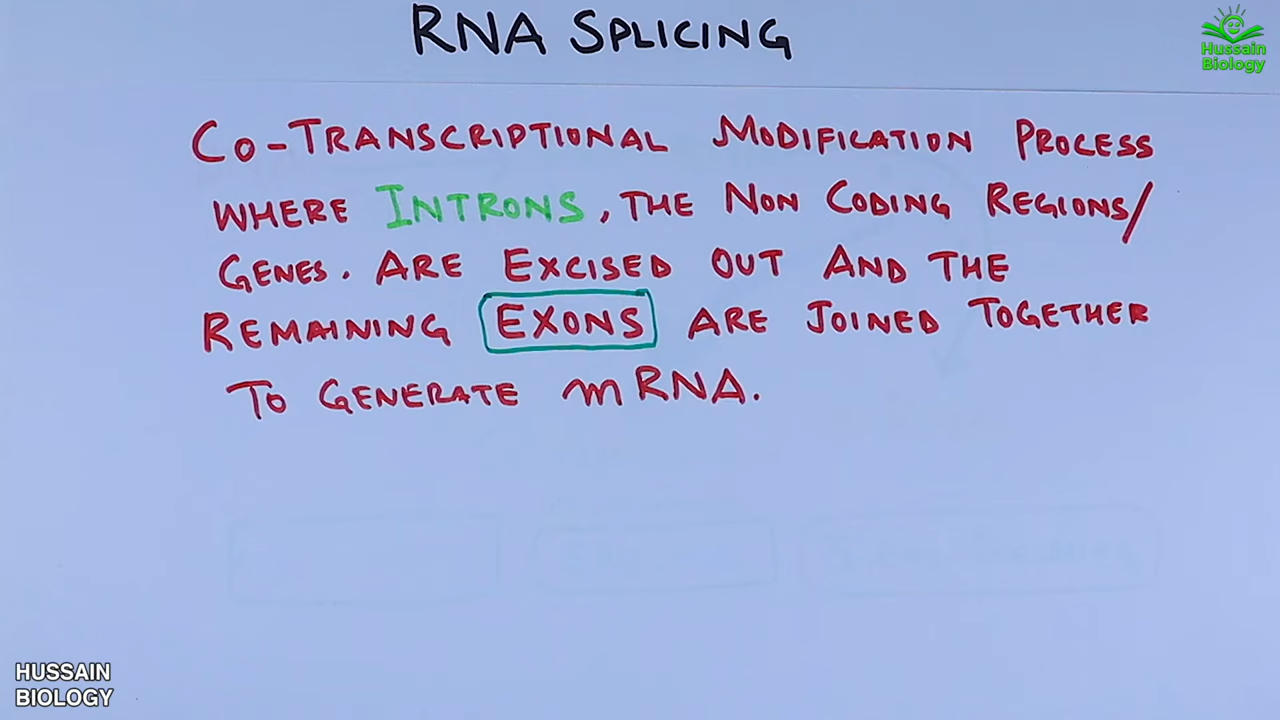 RNA SPLICING
Hussain
Biology
CO-TRANSCRIPTIONAL MODIFICATION PROCESS
WHERE INTRONS, THE NON CODING REGIONS/
GENES. ARE EXCISED OUT AND THE
REMAINING EXONS ARE JOINED TOGETHER
TO GENERATE mRNA.
HUSSAIN
BIOLOGY